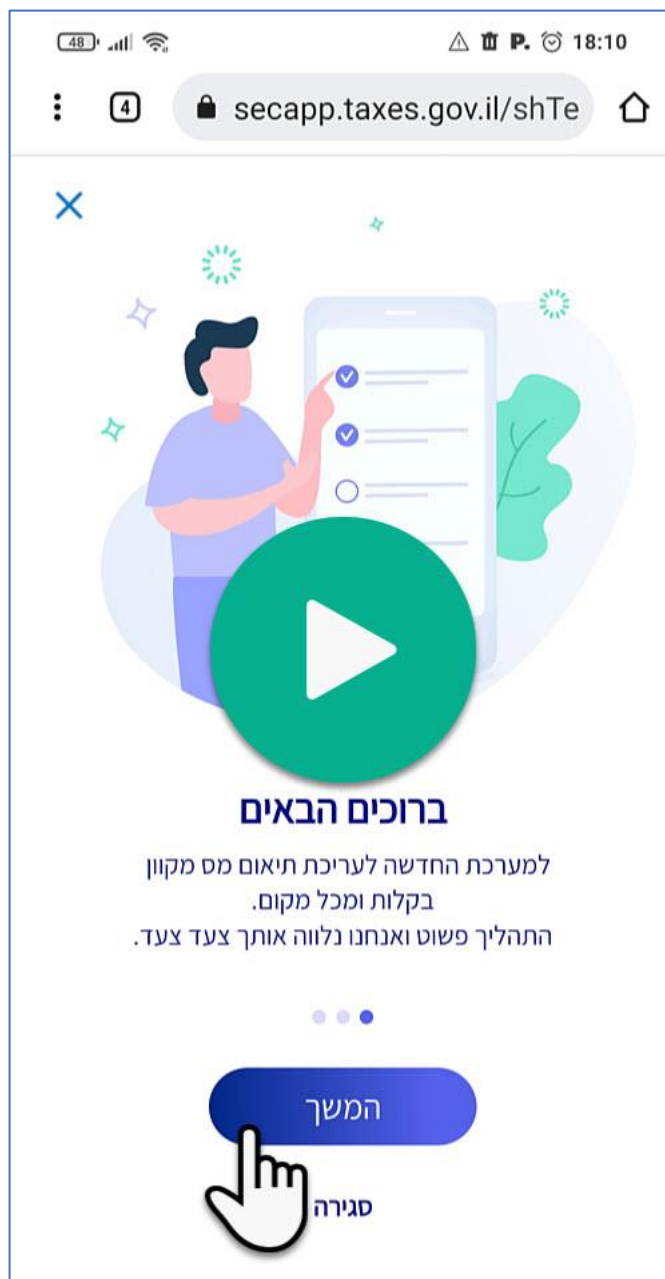 48 P. 18:10
4 secapp.taxes.gov.il/shTe
ברוכים הבאים
למערכת החדשה לעריכת תיאום מס מקוון
בקלות ומכל מקום.
התהליך פשוט ואנחנו נלווה אותך צעד צעד.
המשך
סגירה